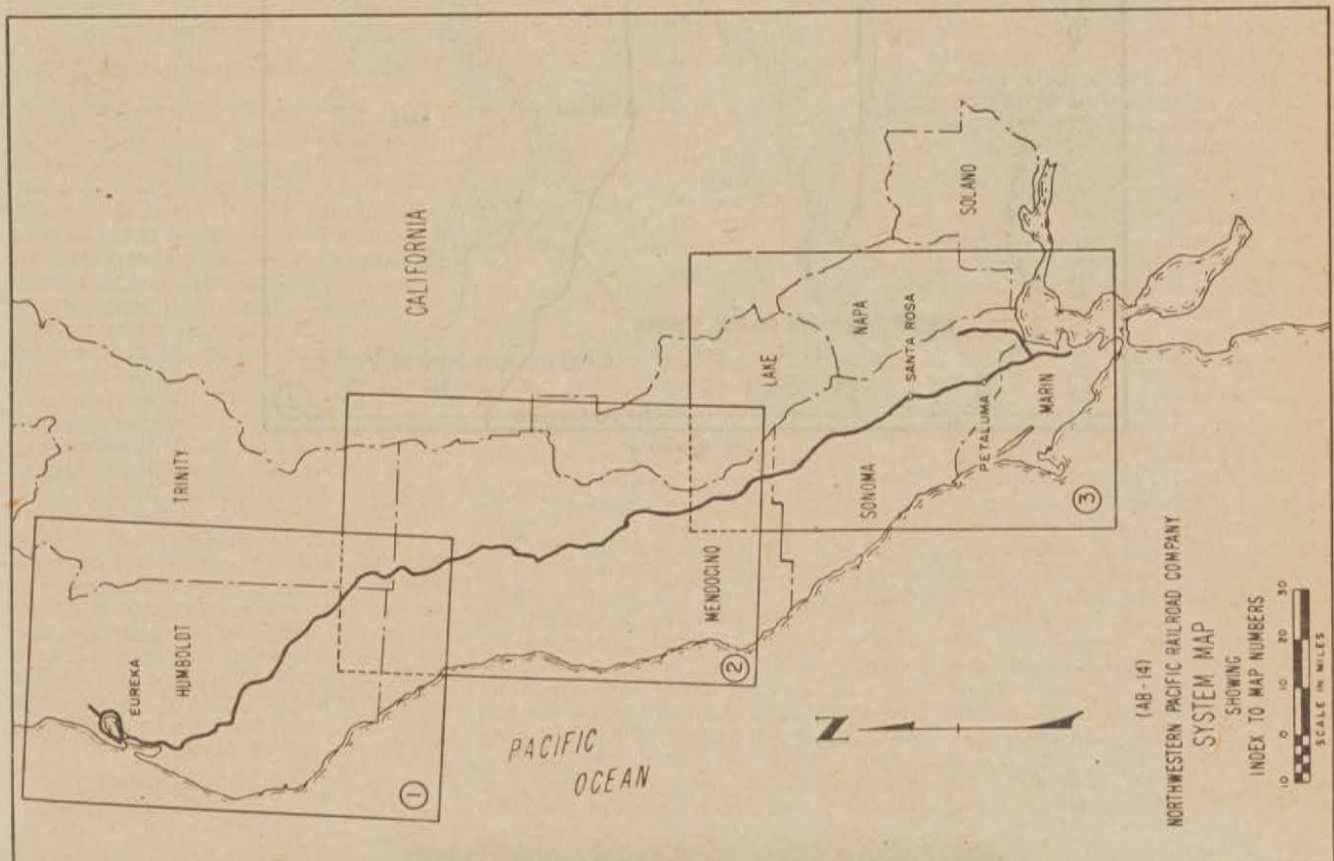 CALIFORNIA
TRINITY
HUMBOLDT
EUREKA
①
LAKE
NAPA
SOLANO
SANTA ROSA
MENDOCINO
②
SONOMA
PETALUMA
MARIN
③
PACIFIC
OCEAN
N
(AB-14)
NORTHWESTERN PACIFIC RAILROAD COMPANY
SYSTEM MAP
SHOWING
INDEX TO MAP NUMBERS
10 0 10 20 30
SCALE IN MILES